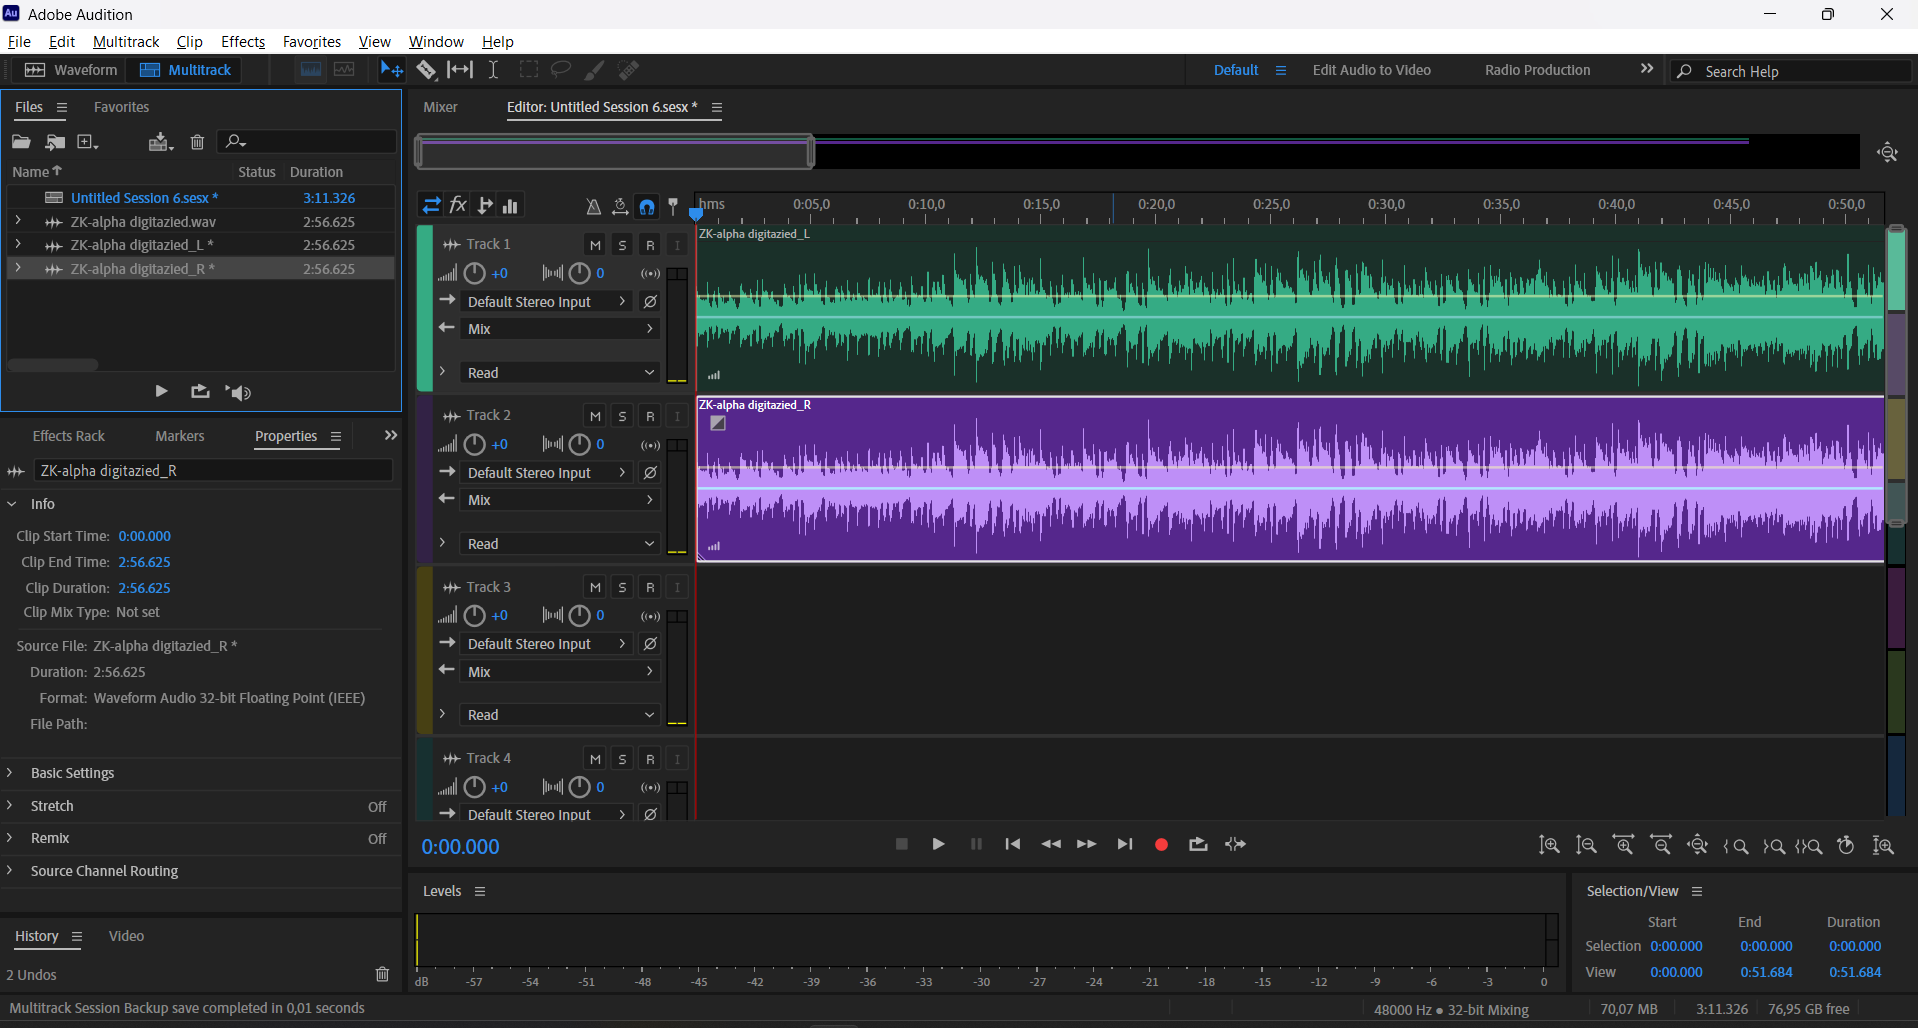 Au Adobe Audition
File Edit Multitrack Clip Effects Favorites View Window Help
Waveform Multitrack Default Edit Audio to Video Radio Production Search Help
Files Favorites
Name Status Duration
Untitled Session 6.sesx * 3:11.326
ZK-alpha digitazied.wav 2:56.625
ZK-alpha digitazied_L * 2:56.625
ZK-alpha digitazied_R * 2:56.625
Effects Rack Markers Properties
ZK-alpha digitazied_R
Info
Clip Start Time: 0:00.000
Clip End Time: 2:56.625
Clip Duration: 2:56.625
Clip Mix Type: Not set
Source File: ZK-alpha digitazied_R *
Duration: 2:56.625
Format: Waveform Audio 32-bit Floating Point (IEEE)
File Path:
Basic Settings
Stretch Off
Remix Off
Source Channel Routing
History Video
2 Undos
Mixer Editor: Untitled Session 6.sesx *
fx hms 0:05,0 0:10,0 0:15,0 0:20,0 0:25,0 0:30,0 0:35,0 0:40,0 0:45,0 0:50,0
Track 1 M S R I
+0 0
Default Stereo Input
Mix
Read
ZK-alpha digitazied_L
Track 2 M S R I
+0 0
Default Stereo Input
Mix
Read
ZK-alpha digitazied_R
Track 3 M S R I
+0 0
Default Stereo Input
Mix
Read
Track 4 M S R I
+0 0
Default Stereo Input
0:00.000
Levels
dB -57 -54 -51 -48 -45 -42 -39 -36 -33 -30 -27 -24 -21 -18 -15 -12 -9 -6 -3 0
Selection/View
Start End Duration
Selection 0:00.000 0:00.000 0:00.000
View 0:00.000 0:51.684 0:51.684
Multitrack Session Backup save completed in 0,01 seconds 48000 Hz ● 32-bit Mixing 70,07 MB 3:11.326 76,95 GB free